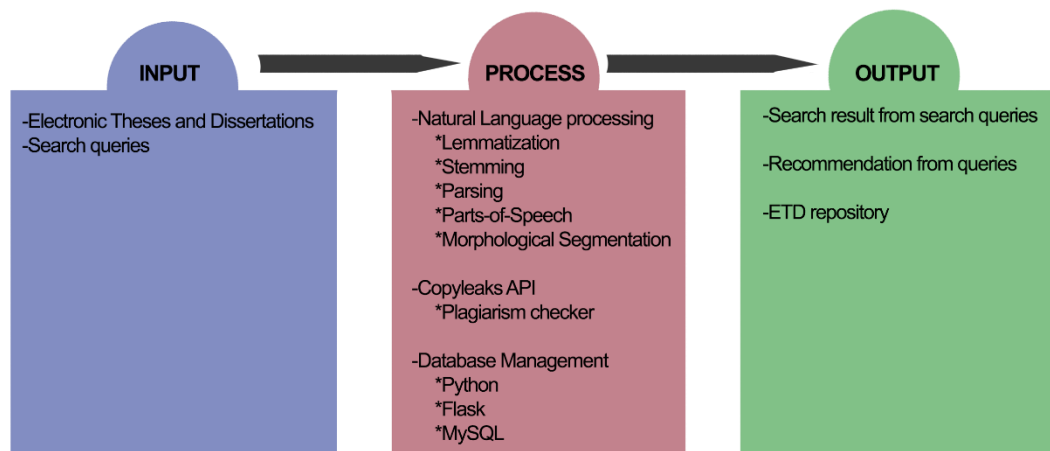 INPUT
-Electronic Theses and Dissertations
-Search queries
PROCESS
-Natural Language processing
*Lemmatization
*Stemming
*Parsing
*Parts-of-Speech
*Morphological Segmentation
-Copyleaks API
*Plagiarism checker
-Database Management
*Python
*Flask
*MySQL
OUTPUT
-Search result from search queries
-Recommendation from queries
-ETD repository